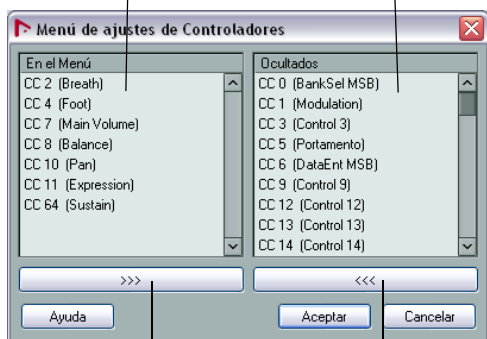 Menú de ajustes de Controladores
En el Menú
CC 2 (Breath)
CC 4 (Foot)
CC 7 (Main Volume)
CC 8 (Balance)
CC 10 (Pan)
CC 11 (Expression)
CC 64 (Sustain)
>>>
Ocultados
CC 0 (BankSel MSB)
CC 1 (Modulation)
CC 3 (Control 3)
CC 5 (Portamento)
CC 6 (DataEnt MSB)
CC 9 (Control 9)
CC 12 (Control 12)
CC 13 (Control 13)
CC 14 (Control 14)
<<<
Ayuda
Aceptar
Cancelar